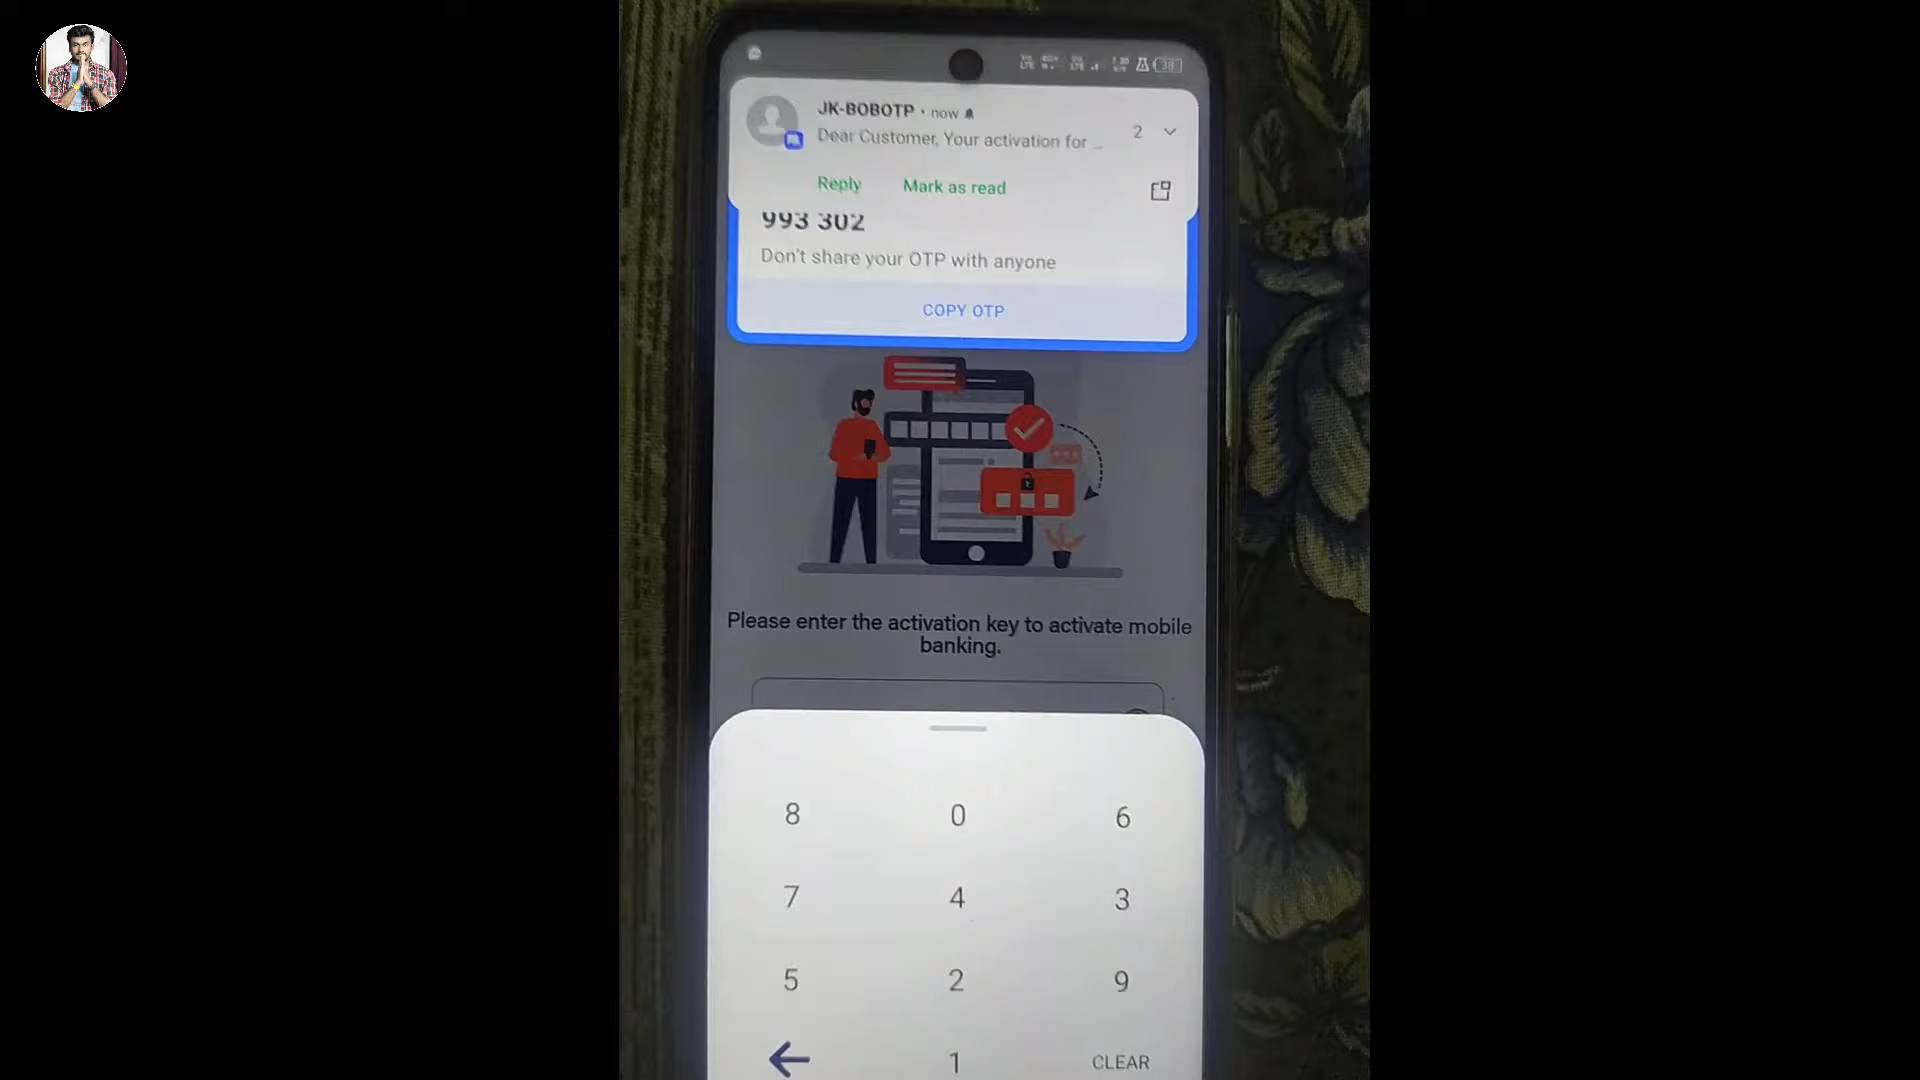 38
JK-BOBOTP • now
Dear Customer, Your activation for ...
2
Reply Mark as read
993 302
Don't share your OTP with anyone
COPY OTP
Please enter the activation key to activate mobile
banking.
8 0 6
7 4 3
5 2 9
1 CLEAR